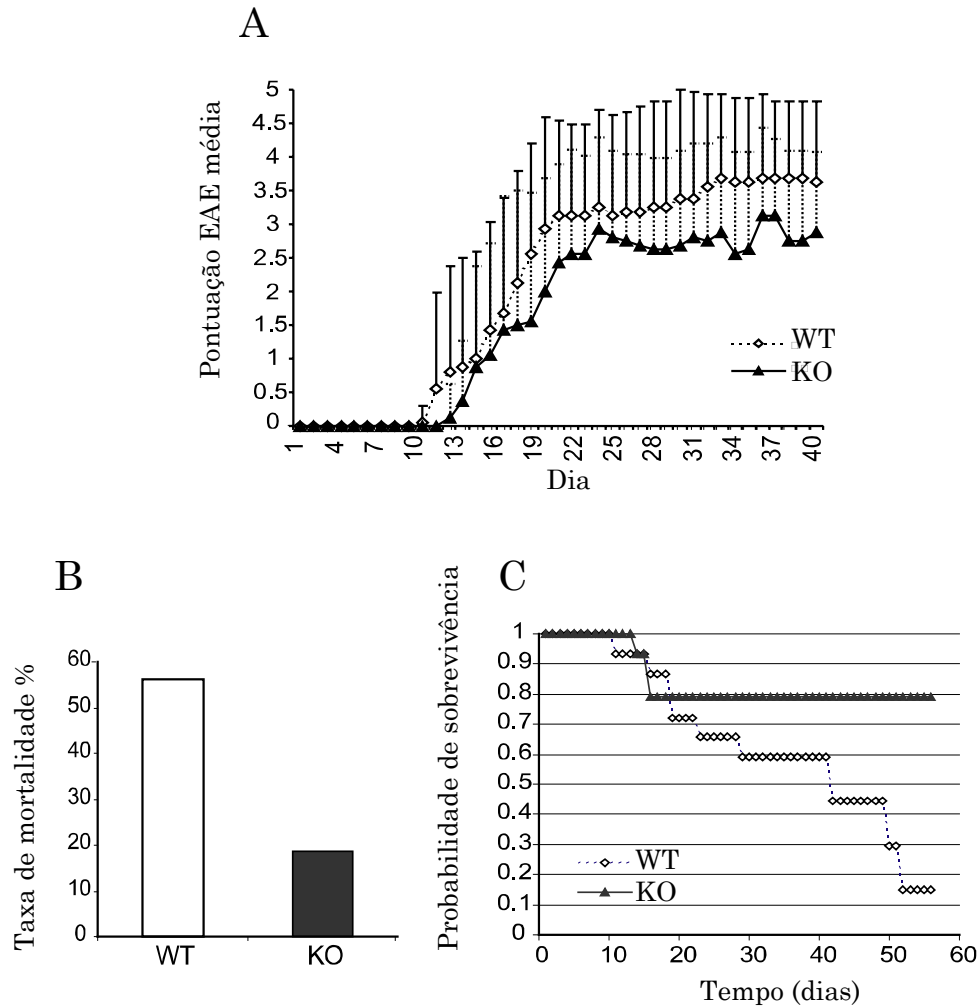 A
Pontuação EAE média
5
4.5
4
3.5
3
2.5
2
1.5
1
0.5
0
WT
KO
1 4 7 10 13 16 19 22 25 28 31 34 37 40
Dia
B
Taxa de mortalidade %
60
50
40
30
20
10
0
WT KO
C
Probabilidade de sobrevivência
1
0.9
0.8
0.7
0.6
0.5
0.4
0.3
0.2
0.1
0
WT
KO
0 10 20 30 40 50 60
Tempo (dias)